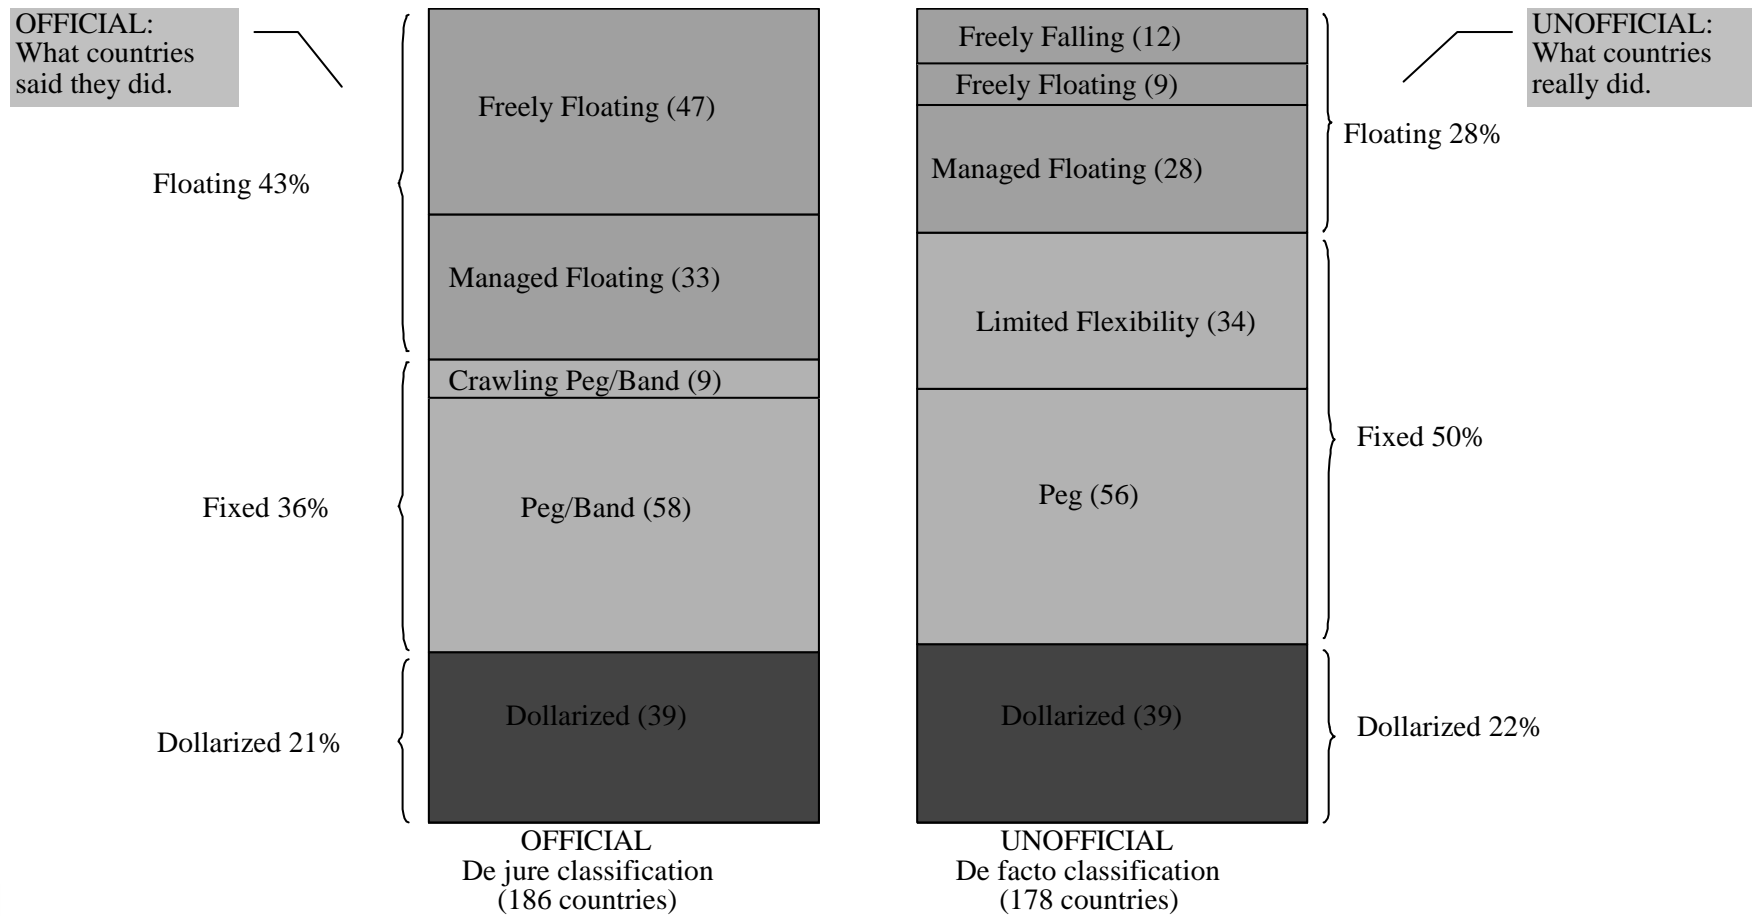 OFFICIAL:
What countries
said they did.
Floating 43%
Fixed 36%
Dollarized 21%
Freely Floating (47)
Managed Floating (33)
Crawling Peg/Band (9)
Peg/Band (58)
Dollarized (39)
OFFICIAL
De jure classification
(186 countries)
Freely Falling (12)
Freely Floating (9)
Managed Floating (28)
Limited Flexibility (34)
Peg (56)
Dollarized (39)
UNOFFICIAL
De facto classification
(178 countries)
UNOFFICIAL:
What countries
really did.
Floating 28%
Fixed 50%
Dollarized 22%